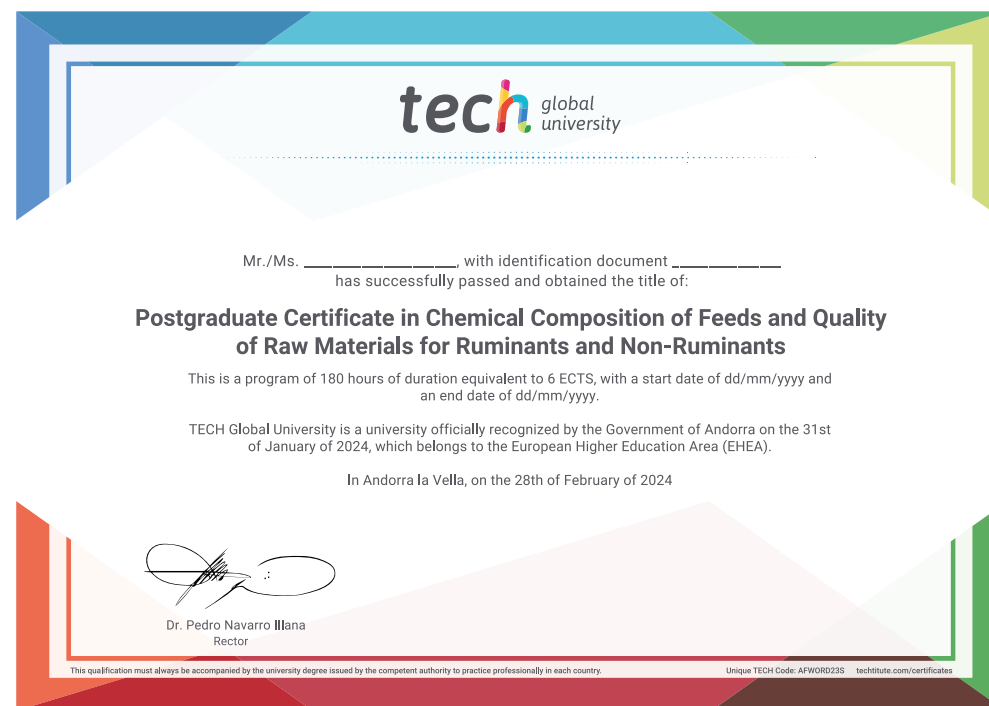 tech global university
Mr./Ms. ________________, with identification document ____________
has successfully passed and obtained the title of:
Postgraduate Certificate in Chemical Composition of Feeds and Quality
of Raw Materials for Ruminants and Non-Ruminants
This is a program of 180 hours of duration equivalent to 6 ECTS, with a start date of dd/mm/yyyy and
an end date of dd/mm/yyyy.
TECH Global University is a university officially recognized by the Government of Andorra on the 31st
of January of 2024, which belongs to the European Higher Education Area (EHEA).
In Andorra la Vella, on the 28th of February of 2024
Dr. Pedro Navarro Illana
Rector
This qualification must always be accompanied by the university degree issued by the competent authority to practice professionally in each country.
Unique TECH Code: AFWORD23S techtitute.com/certificates